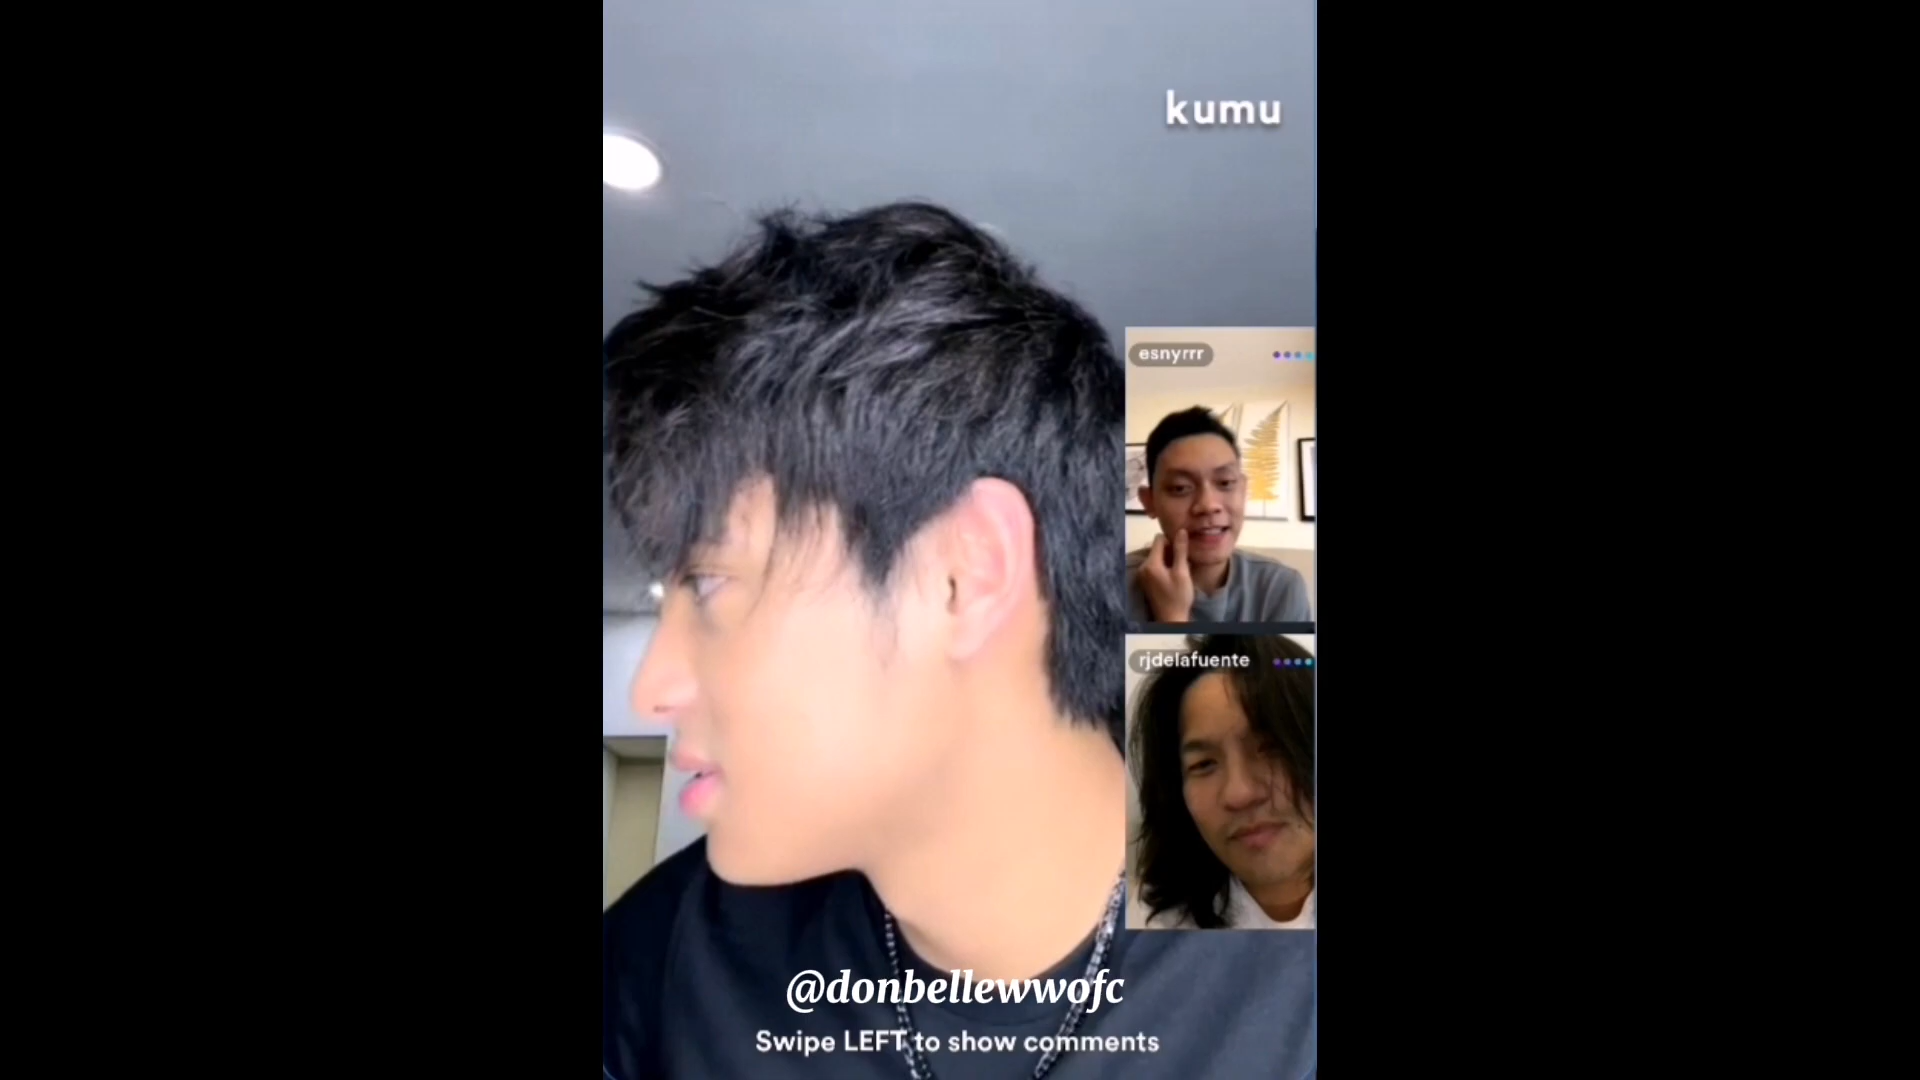 kumu
esnyrrr
rjdelafuente
@donbellewwofc
Swipe LEFT to show comments